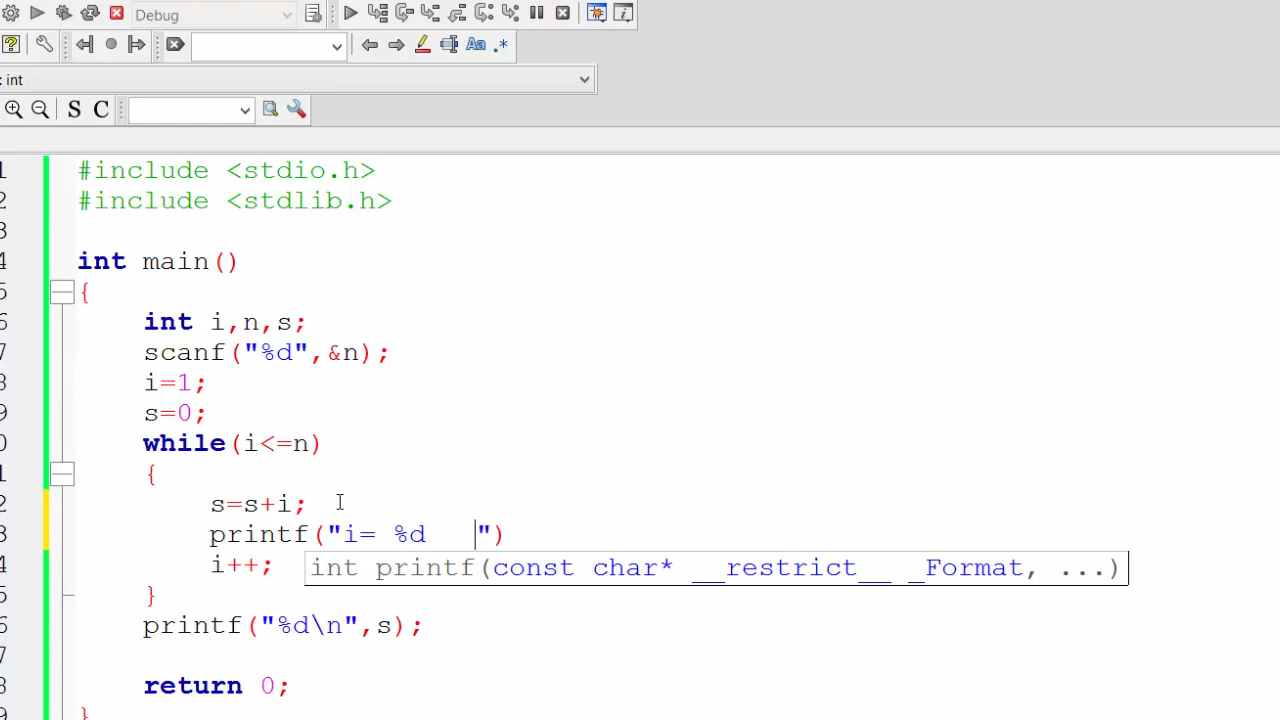 Debug
Aa .*
: int
S C
1 #include <stdio.h>
2 #include <stdlib.h>
3
4 int main()
5 {
6 int i,n,s;
7 scanf("%d",&n);
8 i=1;
9 s=0;
0 while(i<=n)
1 {
2 s=s+i;
3 printf("i= %d   ")
4 i++;
int printf(const char* __restrict__ _Format, ...)
5 }
6 printf("%d\n",s);
7
8 return 0;
9 }